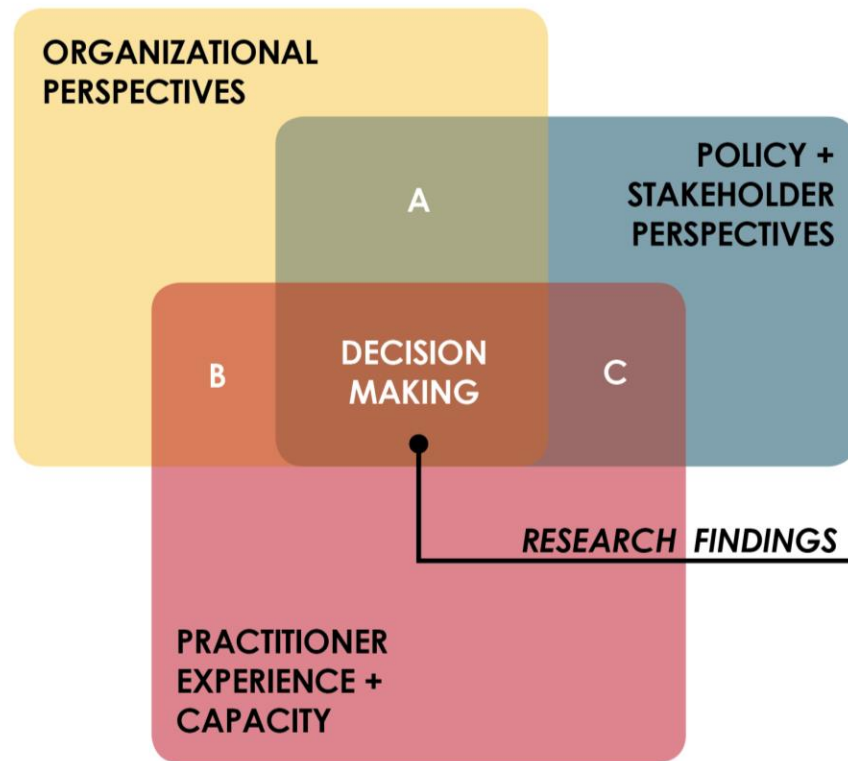 ORGANIZATIONAL
PERSPECTIVES
POLICY +
STAKEHOLDER
PERSPECTIVES
A
B
DECISION
MAKING
C
RESEARCH FINDINGS
PRACTITIONER
EXPERIENCE +
CAPACITY